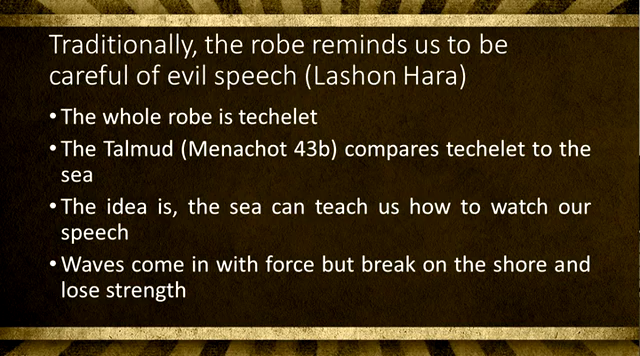 Traditionally, the robe reminds us to be
careful of evil speech (Lashon Hara)
• The whole robe is techelet
• The Talmud (Menachot 43b) compares techelet to the
sea
• The idea is, the sea can teach us how to watch our
speech
• Waves come in with force but break on the shore and
lose strength